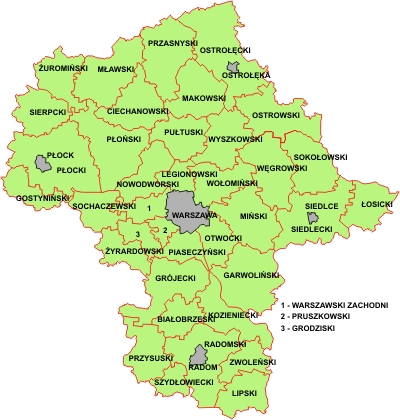 PRZASNYSKI
OSTROŁĘCKI
ŻUROMIŃSKI
MŁAWSKI
OSTROŁĘKA
MAKOWSKI
SIERPCKI
CIECHANOWSKI
OSTROWSKI
PŁOŃSKI
PUŁTUSKI
WYSZKOWSKI
PŁOCK
SOKOŁOWSKI
PŁOCKI
WĘGROWSKI
LEGIONOWSKI
NOWODWORSKI
WOŁOMIŃSKI
GOSTYNIŃSKI
SOCHACZEWSKI
1
SIEDLCE
ŁOSICKI
WARSZAWA
MIŃSKI
2
3
SIEDLECKI
OTWOCKI
ŻYRARDOWSKI
PIASECZYŃSKI
GRÓJECKI
GARWOLIŃSKI
1 - WARSZAWSKI ZACHODNI
2 - PRUSZKOWSKI
3 - GRODZISKI
KOZIENIECKI
BIAŁOBRZESKI
RADOMSKI
PRZYSUSKI
ZWOLEŃSKI
RADOM
SZYDŁOWIECKI
LIPSKI